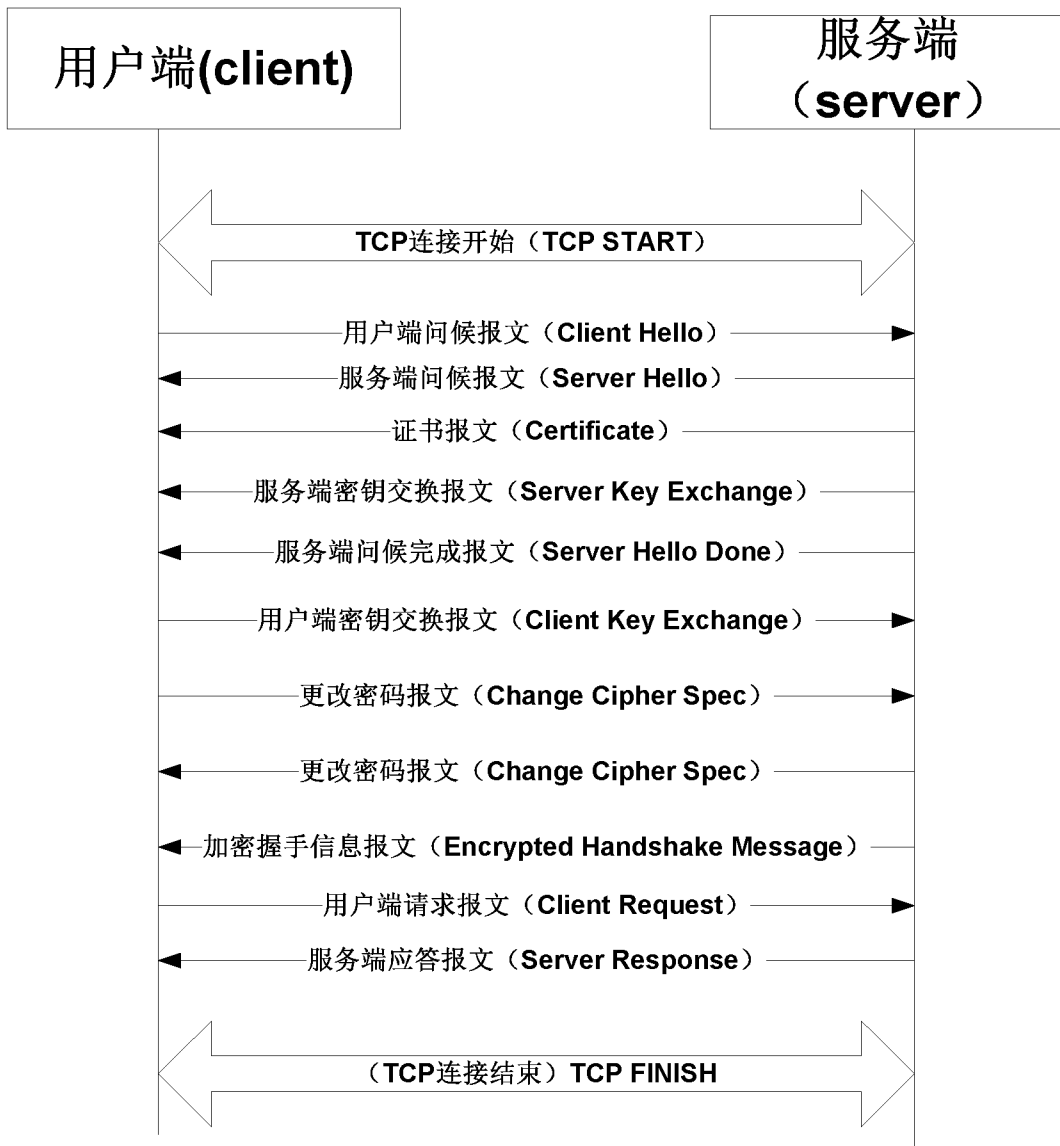 用户端(client)
服务端
（server）
TCP连接开始（TCP START）
用户端问候报文（Client Hello）
服务端问候报文（Server Hello）
证书报文（Certificate）
服务端密钥交换报文（Server Key Exchange）
服务端问候完成报文（Server Hello Done）
用户端密钥交换报文（Client Key Exchange）
更改密码报文（Change Cipher Spec）
更改密码报文（Change Cipher Spec）
加密握手信息报文（Encrypted Handshake Message）
用户端请求报文（Client Request）
服务端应答报文（Server Response）
（TCP连接结束）TCP FINISH